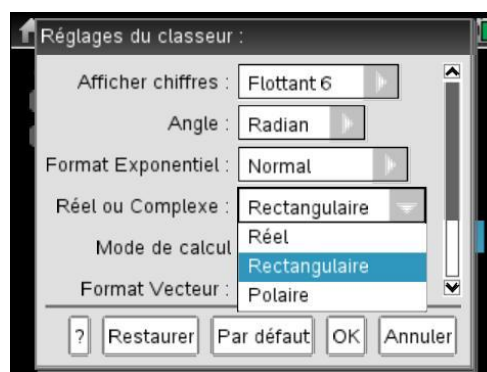 Réglages du classeur :
Afficher chiffres : Flottant 6
Angle : Radian
Format Exponentiel : Normal
Réel ou Complexe : Rectangulaire
Réel
Mode de calcul
Rectangulaire
Format Vecteur : Polaire
? Restaurer Par défaut OK Annuler